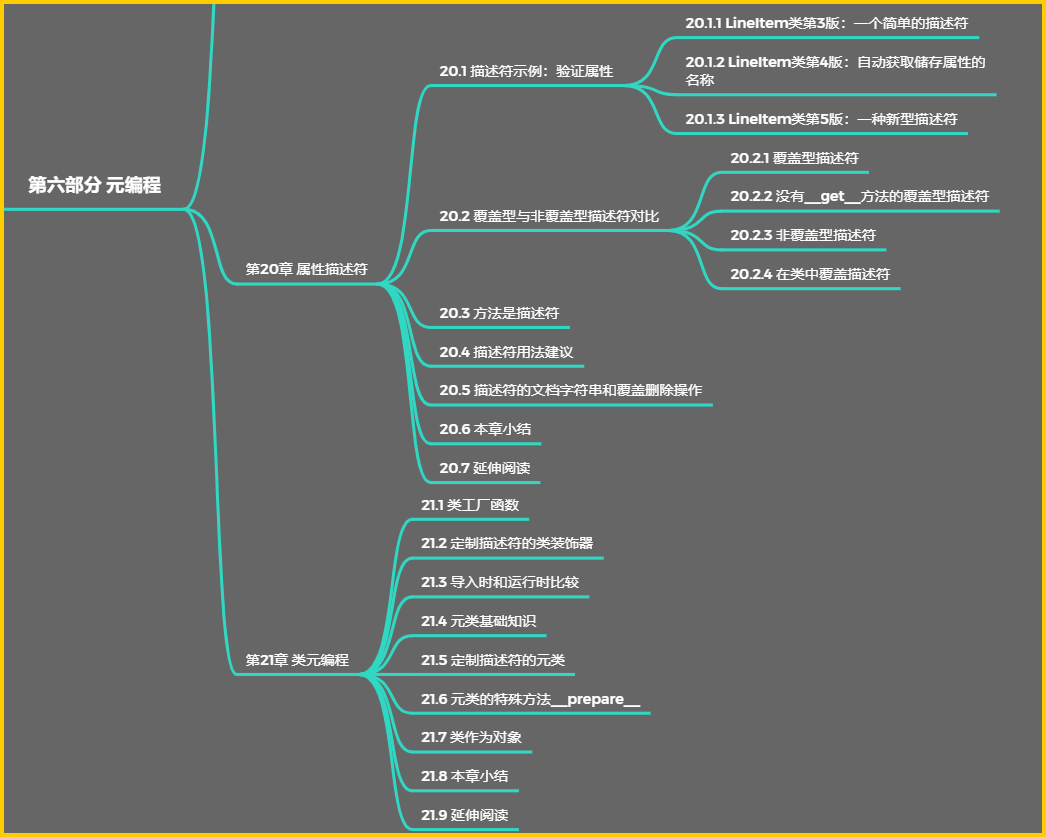 第六部分 元编程
第20章 属性描述符
20.1 描述符示例：验证属性
20.1.1 LineItem类第3版：一个简单的描述符
20.1.2 LineItem类第4版：自动获取储存属性的
名称
20.1.3 LineItem类第5版：一种新型描述符
20.2 覆盖型与非覆盖型描述符对比
20.2.1 覆盖型描述符
20.2.2 没有__get__方法的覆盖型描述符
20.2.3 非覆盖型描述符
20.2.4 在类中覆盖描述符
20.3 方法是描述符
20.4 描述符用法建议
20.5 描述符的文档字符串和覆盖删除操作
20.6 本章小结
20.7 延伸阅读
第21章 类元编程
21.1 类工厂函数
21.2 定制描述符的类装饰器
21.3 导入时和运行时比较
21.4 元类基础知识
21.5 定制描述符的元类
21.6 元类的特殊方法__prepare__
21.7 类作为对象
21.8 本章小结
21.9 延伸阅读